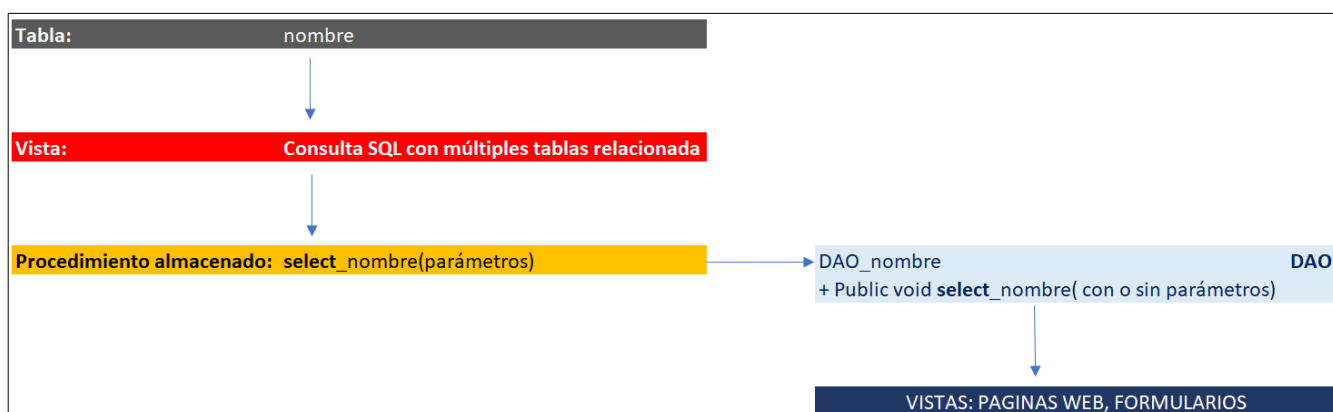 Tabla: nombre
Vista: Consulta SQL con múltiples tablas relacionada
Procedimiento almacenado: select_nombre(parámetros)
DAO_nombre DAO
+ Public void select_nombre( con o sin parámetros)
VISTAS: PAGINAS WEB, FORMULARIOS